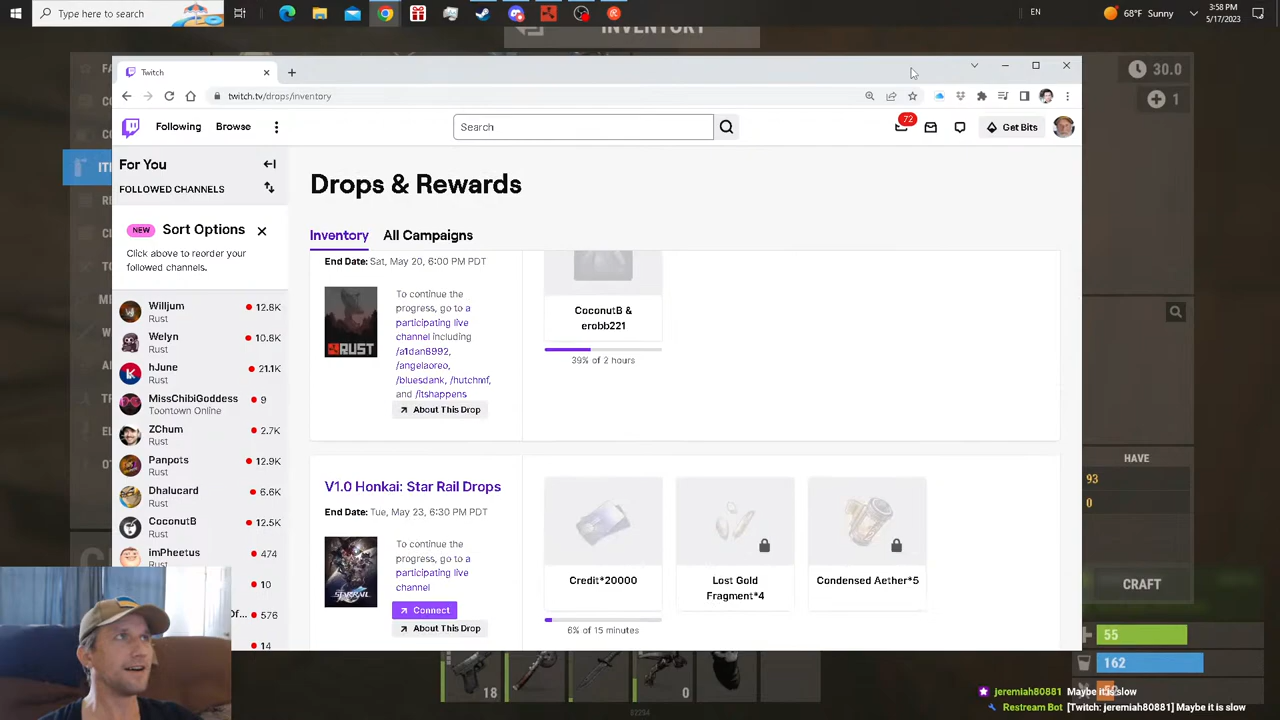 Type here to search
EN
68°F Sunny
3:58 PM
5/17/2023
INVENTORY
30.0
1
Twitch
twitch.tv/drops/inventory
Following
Browse
Search
72
Get Bits
For You
FOLLOWED CHANNELS
NEW
Sort Options
Click above to reorder your
followed channels.
Willjum
12.8K
Rust
Welyn
10.8K
Rust
hJune
21.1K
Rust
MissChibiGoddess
9
Toontown Online
ZChum
2.7K
Rust
Panpots
12.9K
Rust
Dhalucard
6.6K
Rust
CoconutB
12.5K
Rust
imPheetus
474
Rust
10
576
14
Drops & Rewards
Inventory
All Campaigns
End Date: Sat, May 20, 6:00 PM PDT
RUST
To continue the
progress, go to a
participating live
channel including
/a1dan8992,
/angelaoreo,
/bluesdank, /hutchmf,
and /itshappens
About This Drop
CoconutB &
erobb221
39% of 2 hours
V1.0 Honkai: Star Rail Drops
End Date: Tue, May 23, 6:30 PM PDT
STAR RAIL
To continue the
progress, go to a
participating live
channel
Connect
About This Drop
Credit*20000
6% of 15 minutes
Lost Gold
Fragment*4
Condensed Aether*5
HAVE
93
0
CRAFT
55
162
18
0
jeremiah80881 Maybe it is slow
Restream Bot [Twitch: jeremiah80881] Maybe it is slow